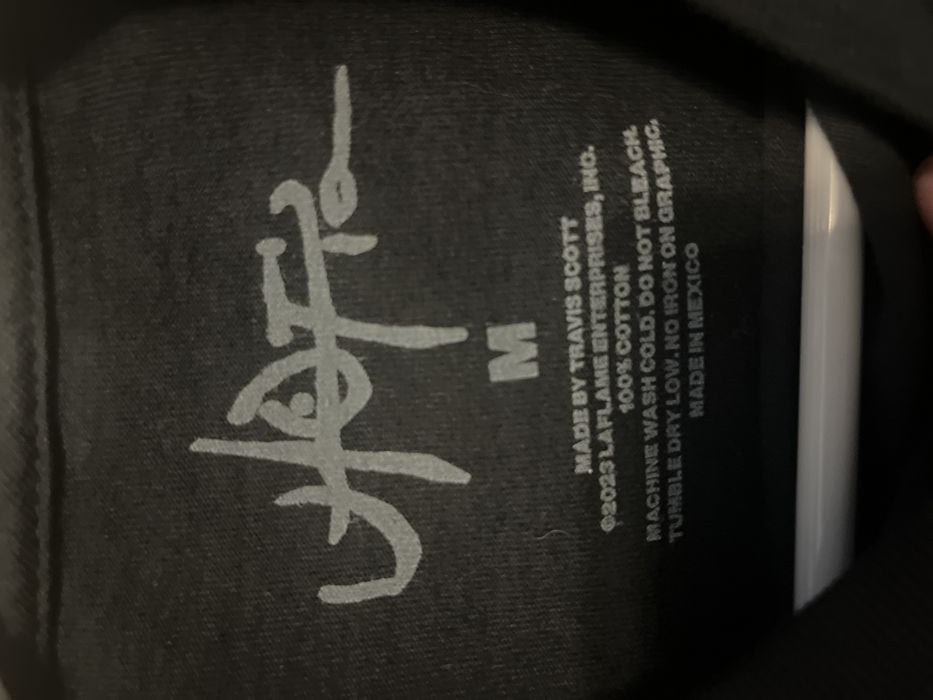 UTOPIA
M
MADE BY TRAVIS SCOTT
©2023 LAFLAME ENTERPRISES, INC.
100% COTTON
MACHINE WASH COLD. DO NOT BLEACH.
TUMBLE DRY LOW. NO IRON ON GRAPHIC.
MADE IN MEXICO